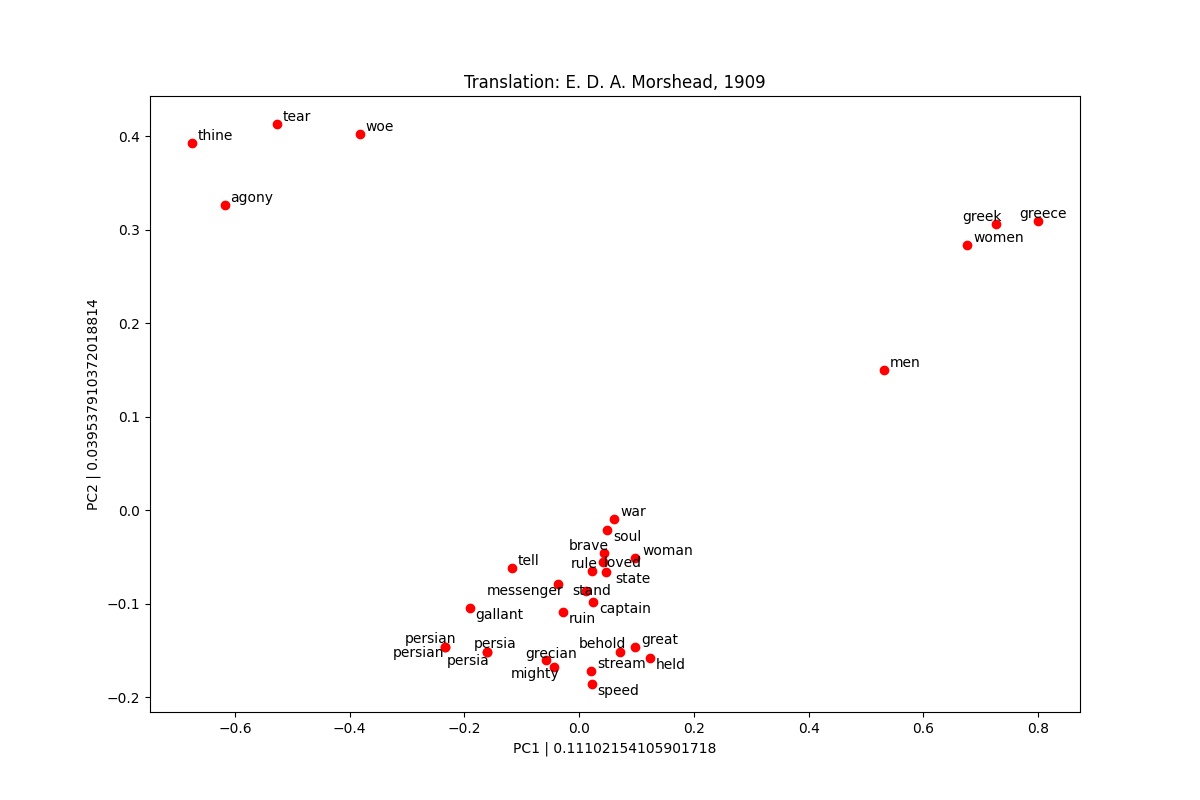 Translation: E. D. A. Morshead, 1909
tear
woe
thine
agony
greek
greece
women
men
war
soul
brave
woman
tell
rule
loved
state
messenger
stand
captain
gallant
ruin
persian
persia
behold
great
persian
persia
grecian
stream
held
mighty
speed
0.4
0.3
0.2
0.1
0.0
−0.1
−0.2
−0.6
−0.4
−0.2
0.0
0.2
0.4
0.6
0.8
PC1 | 0.11102154105901718
PC2 | 0.039537910372018814